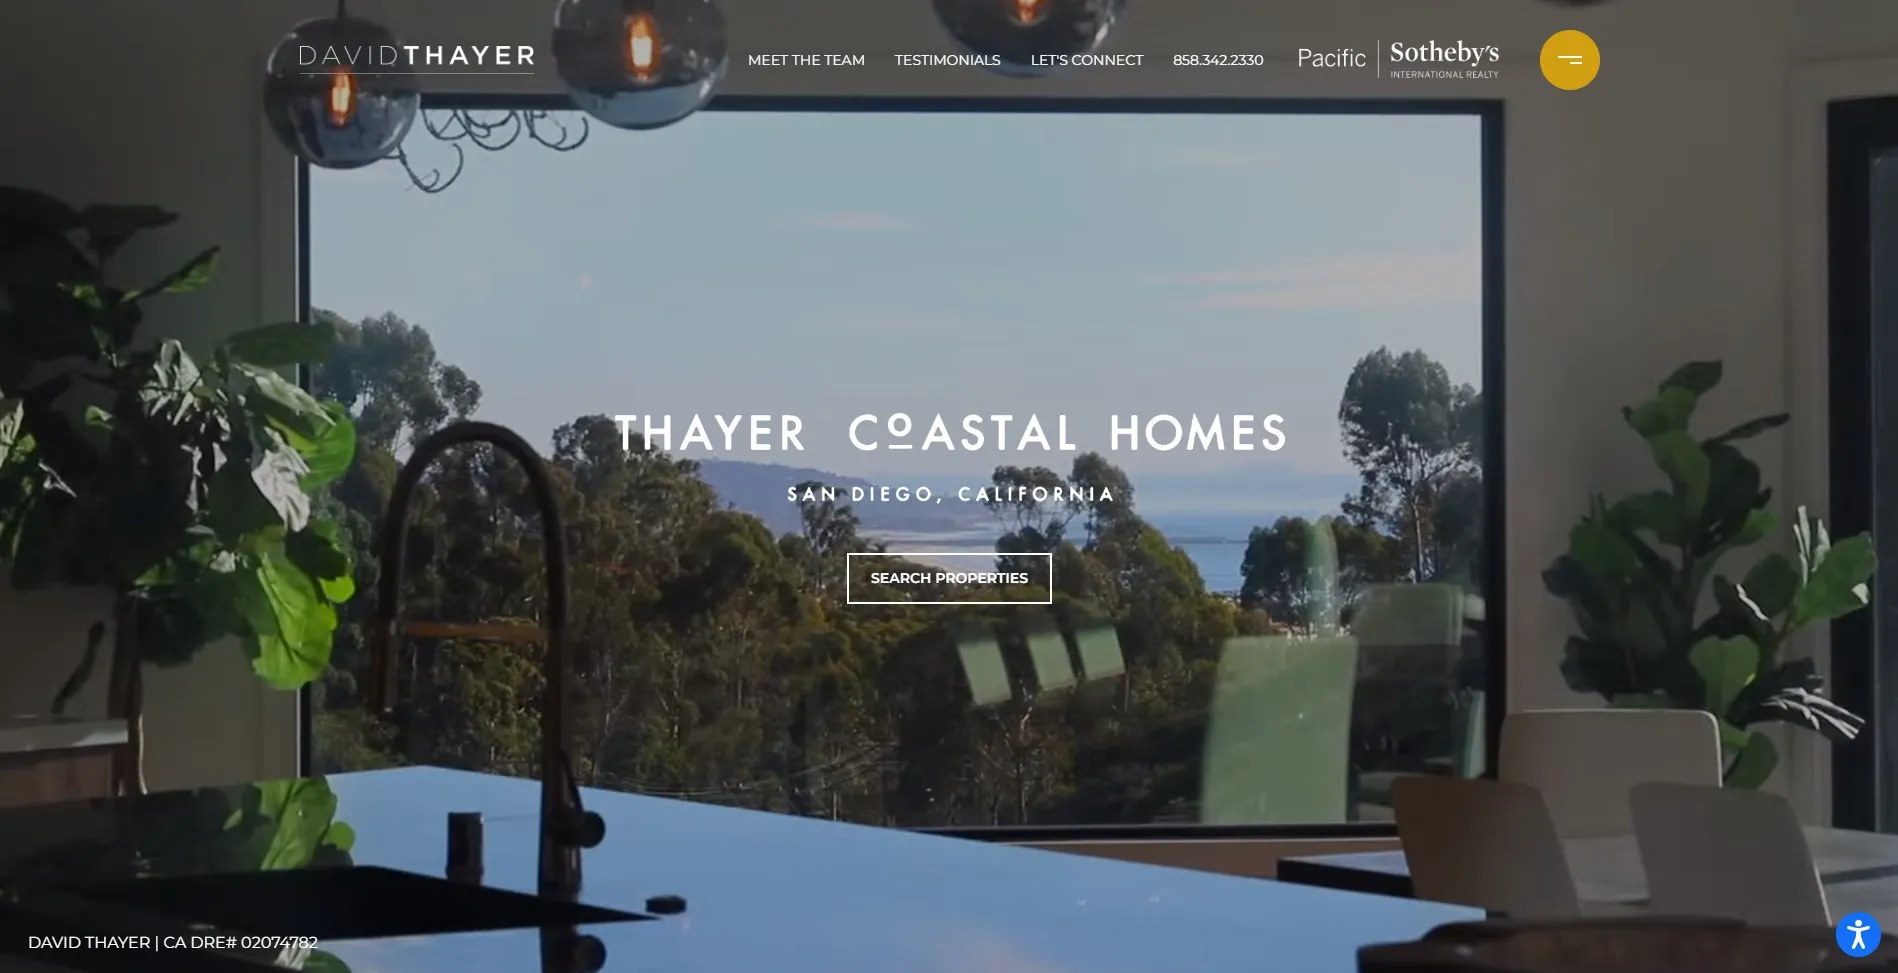 DAVIDTHAYER
MEET THE TEAM
TESTIMONIALS
LET'S CONNECT
858.342.2330
Pacific
Sotheby's
INTERNATIONAL REALTY
THAYER COASTAL HOMES
SAN DIEGO, CALIFORNIA
SEARCH PROPERTIES
DAVID THAYER | CA DRE# 02074782